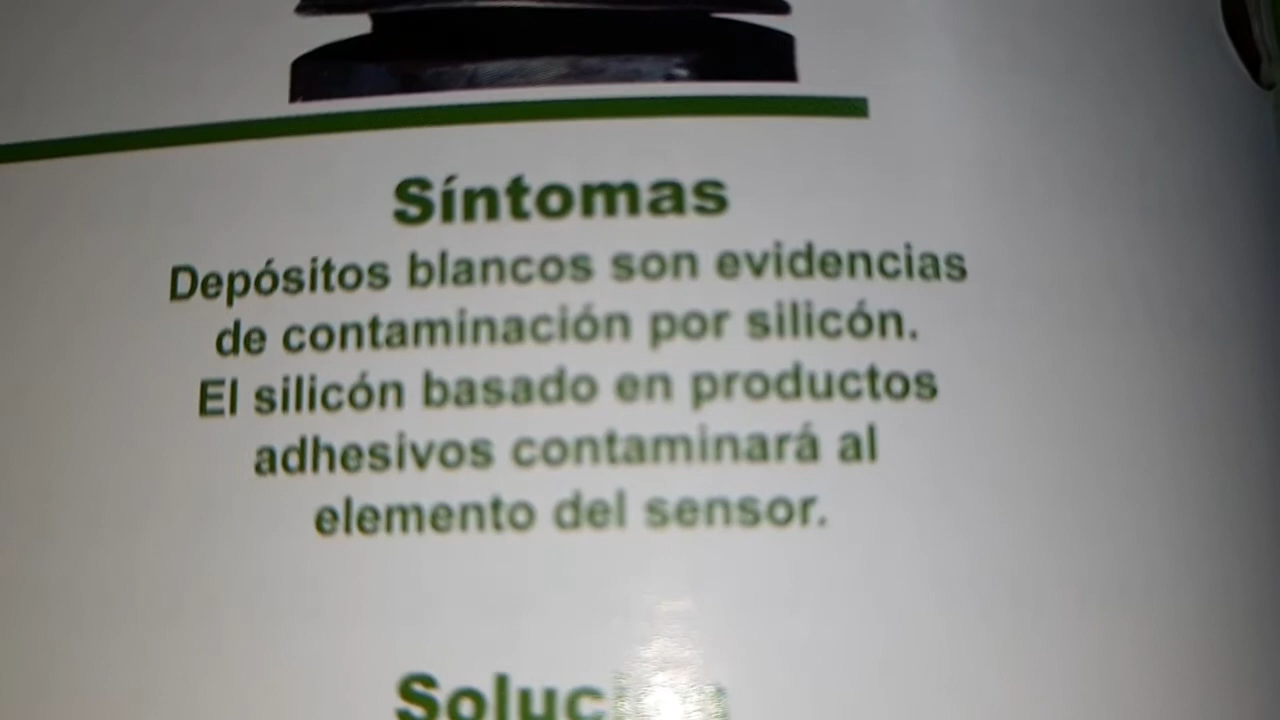 Síntomas
Depósitos blancos son evidencias
de contaminación por silicón.
El silicón basado en productos
adhesivos contaminará al
elemento del sensor.